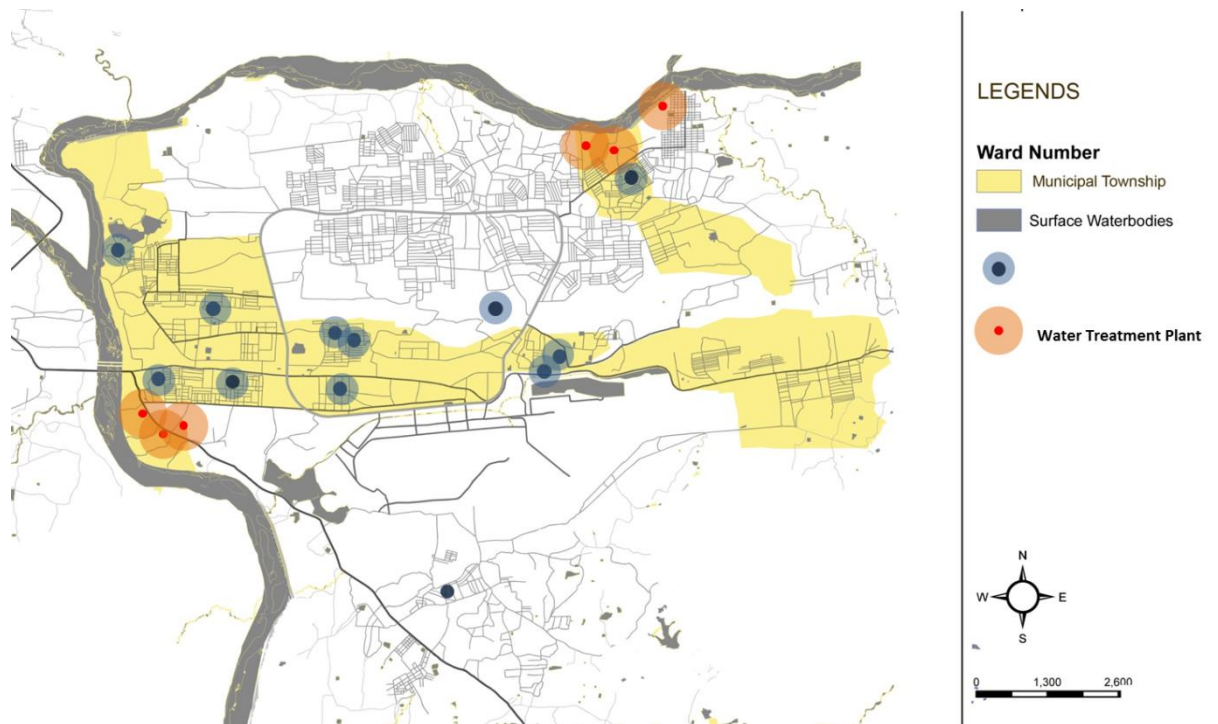 LEGENDS
Ward Number
Municipal Township
Surface Waterbodies
Water Treatment Plant
N
W E
S
0 1,300 2,600